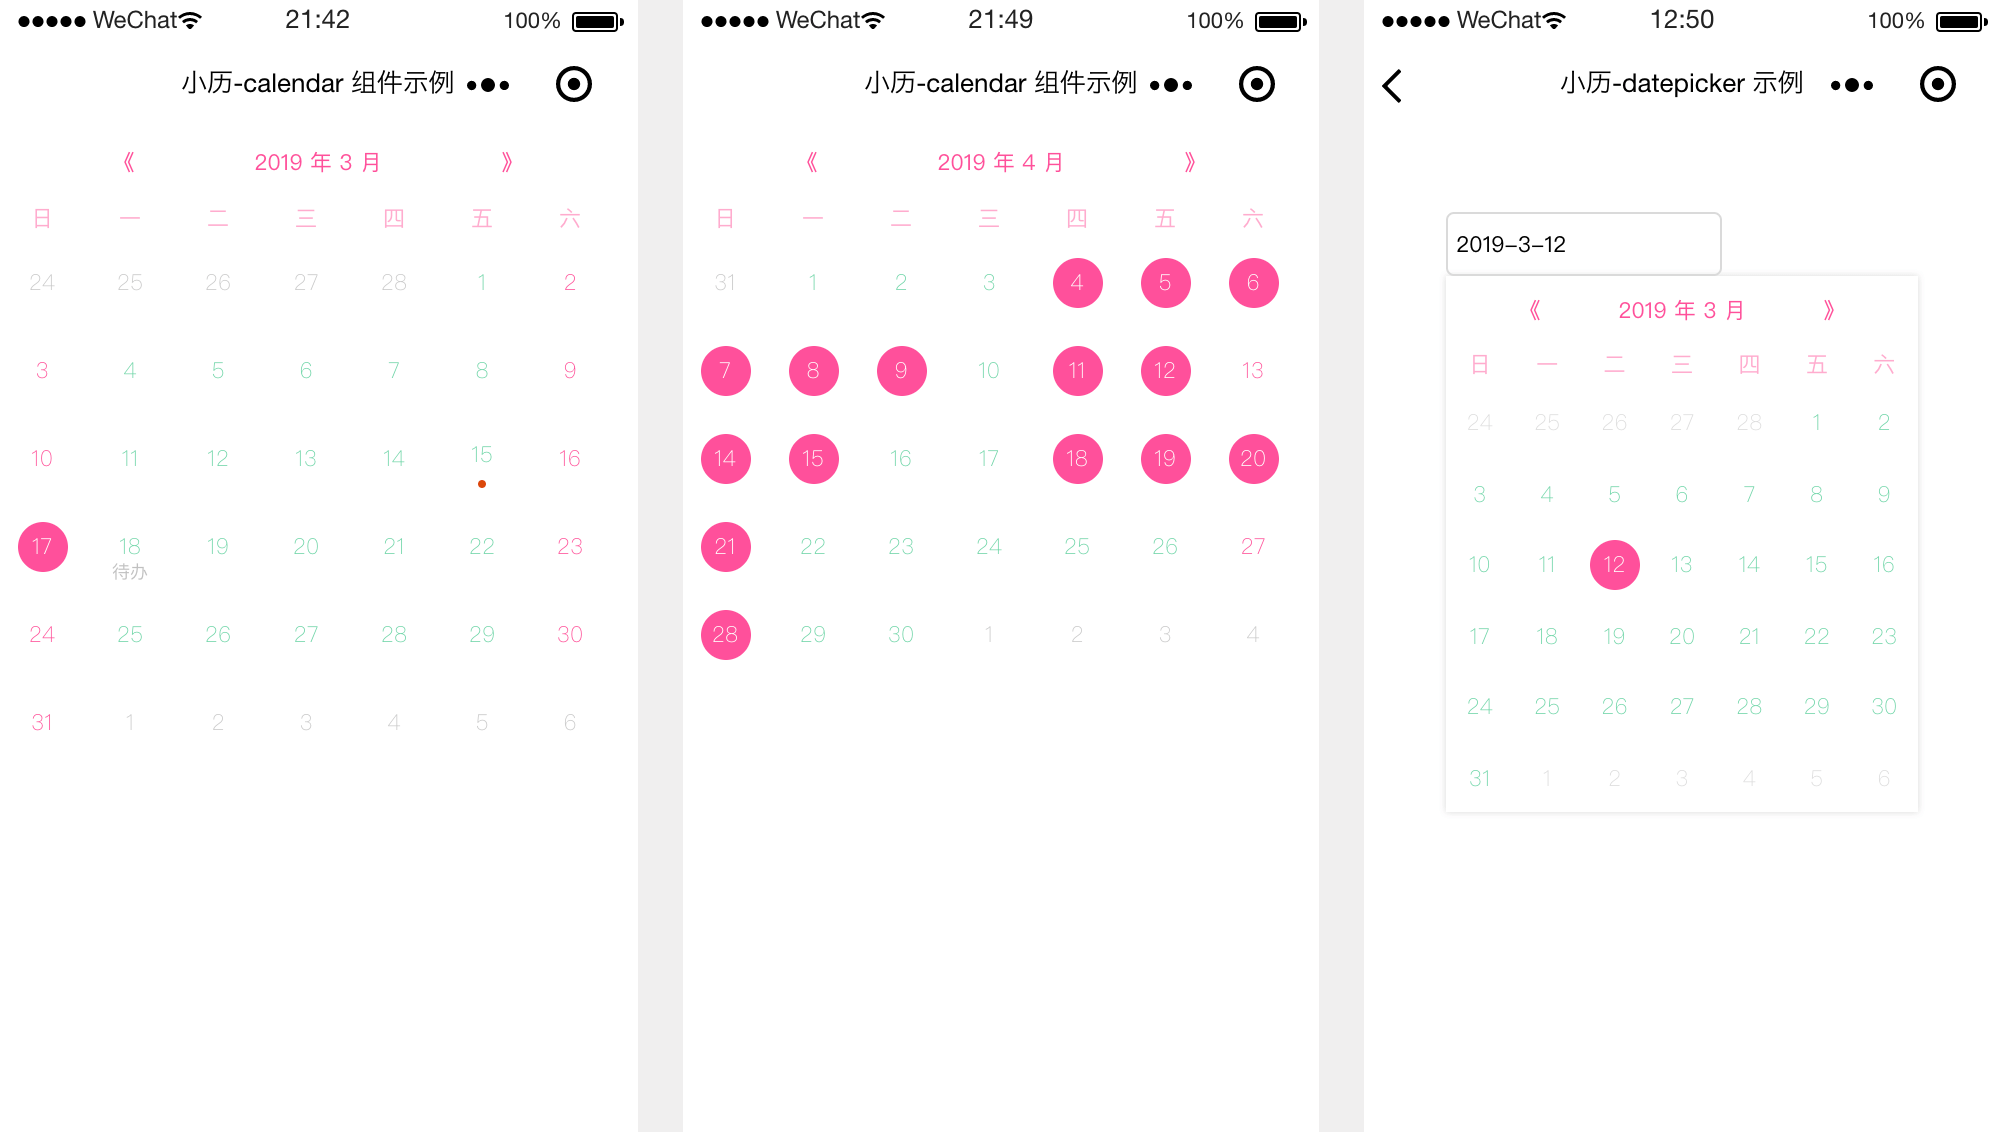 ●●●●● WeChat 21:42 100%
小历-calendar 组件示例
《 2019 年 3 月 》
日 一 二 三 四 五 六
24 25 26 27 28 1 2
3 4 5 6 7 8 9
10 11 12 13 14 15 16
17 18 19 20 21 22 23
待办
24 25 26 27 28 29 30
31 1 2 3 4 5 6
●●●●● WeChat 21:49 100%
小历-calendar 组件示例
《 2019 年 4 月 》
日 一 二 三 四 五 六
31 1 2 3 4 5 6
7 8 9 10 11 12 13
14 15 16 17 18 19 20
21 22 23 24 25 26 27
28 29 30 1 2 3 4
●●●●● WeChat 12:50 100%
小历-datepicker 示例
2019-3-12
《 2019 年 3 月 》
日 一 二 三 四 五 六
24 25 26 27 28 1 2
3 4 5 6 7 8 9
10 11 12 13 14 15 16
17 18 19 20 21 22 23
24 25 26 27 28 29 30
31 1 2 3 4 5 6